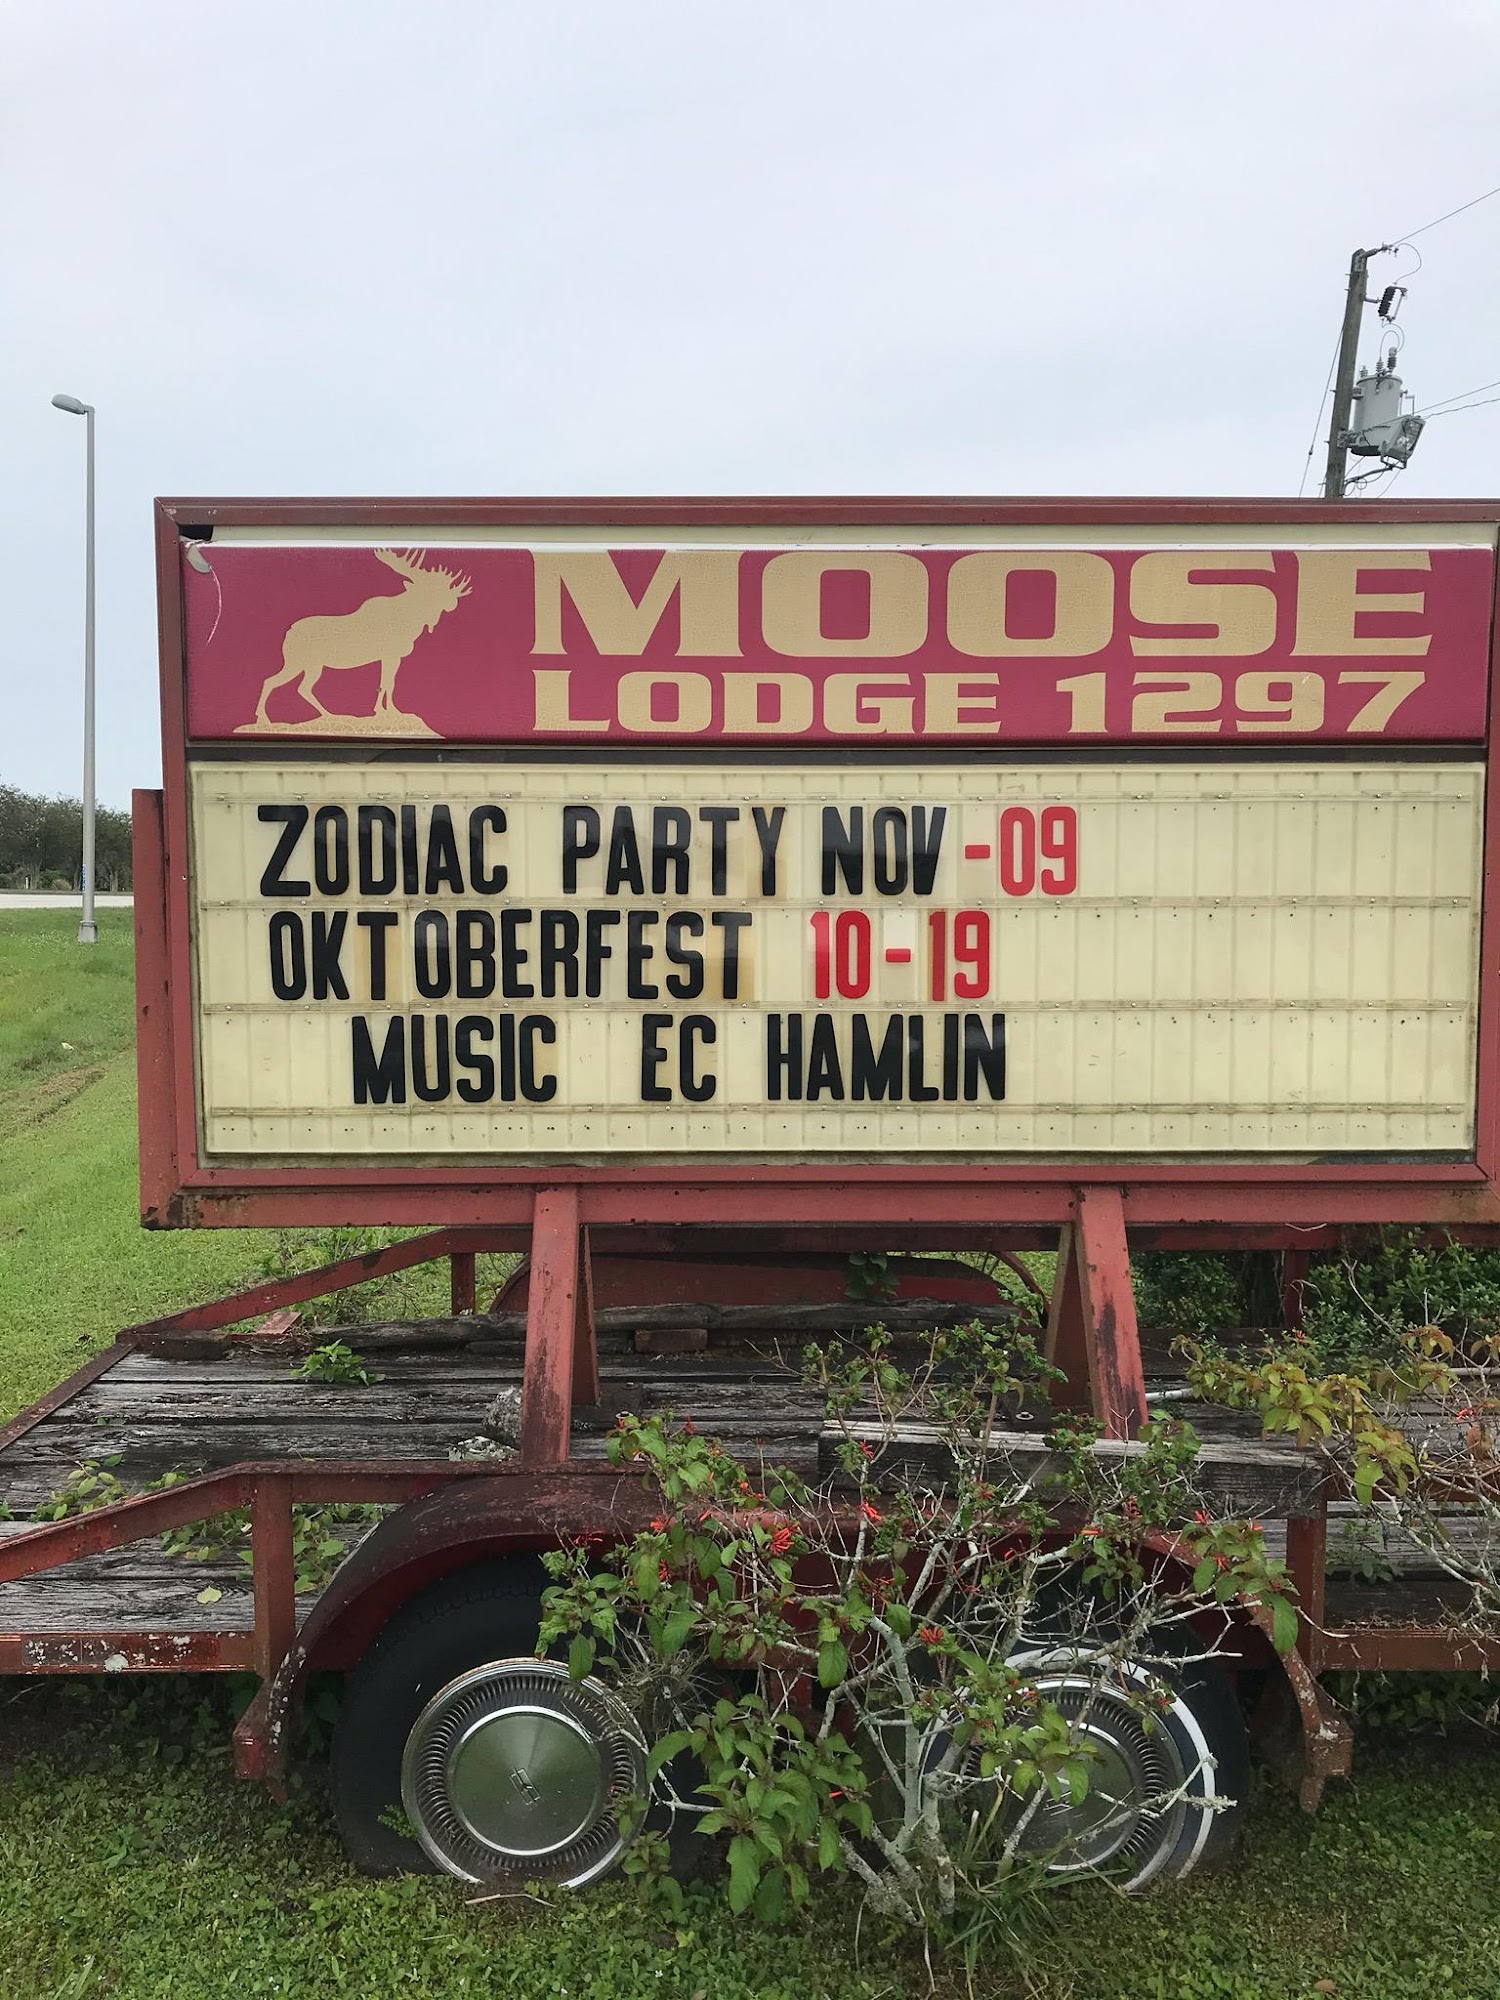 MOOSE
LODGE 1297
ZODIAC PARTY NOV -09
OKTOBERFEST 10-19
MUSIC EC HAMLIN